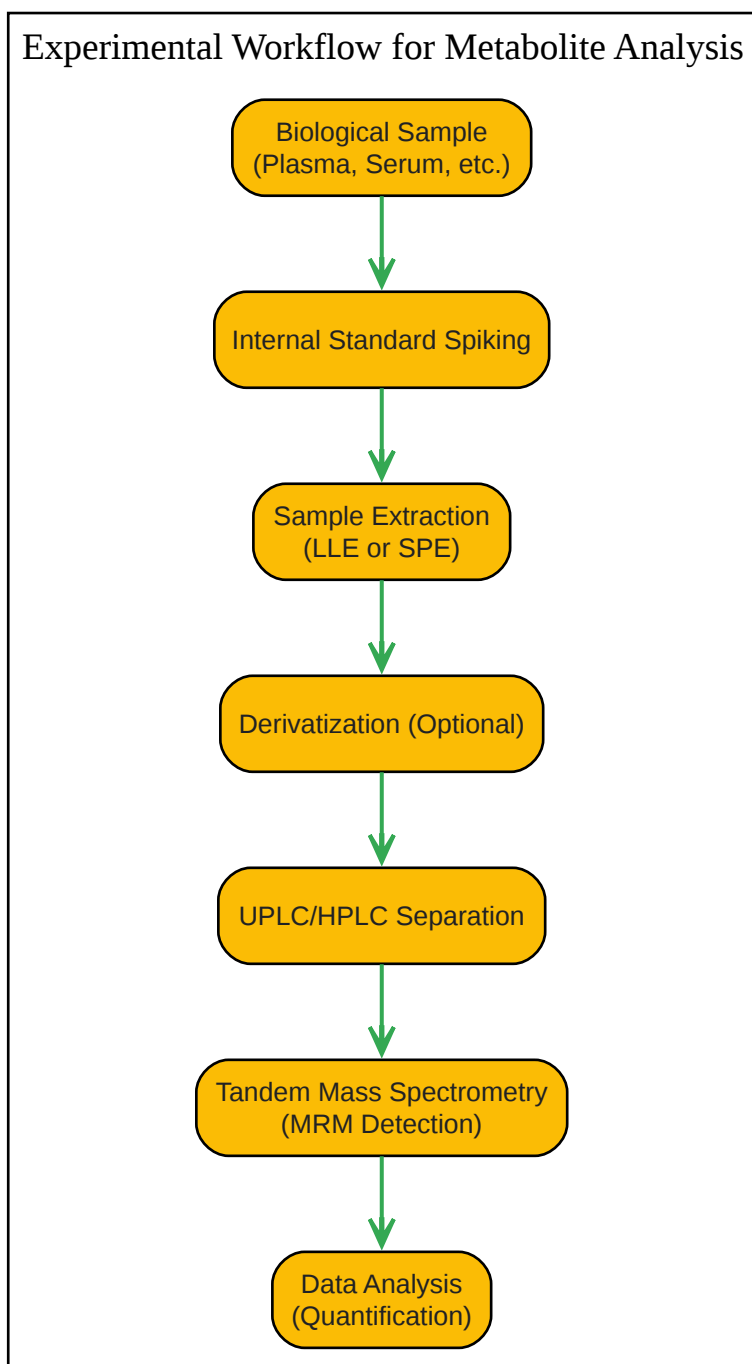 Experimental Workflow for Metabolite Analysis
Biological Sample
(Plasma, Serum, etc.)
Internal Standard Spiking
Sample Extraction
(LLE or SPE)
Derivatization (Optional)
UPLC/HPLC Separation
Tandem Mass Spectrometry
(MRM Detection)
Data Analysis
(Quantification)